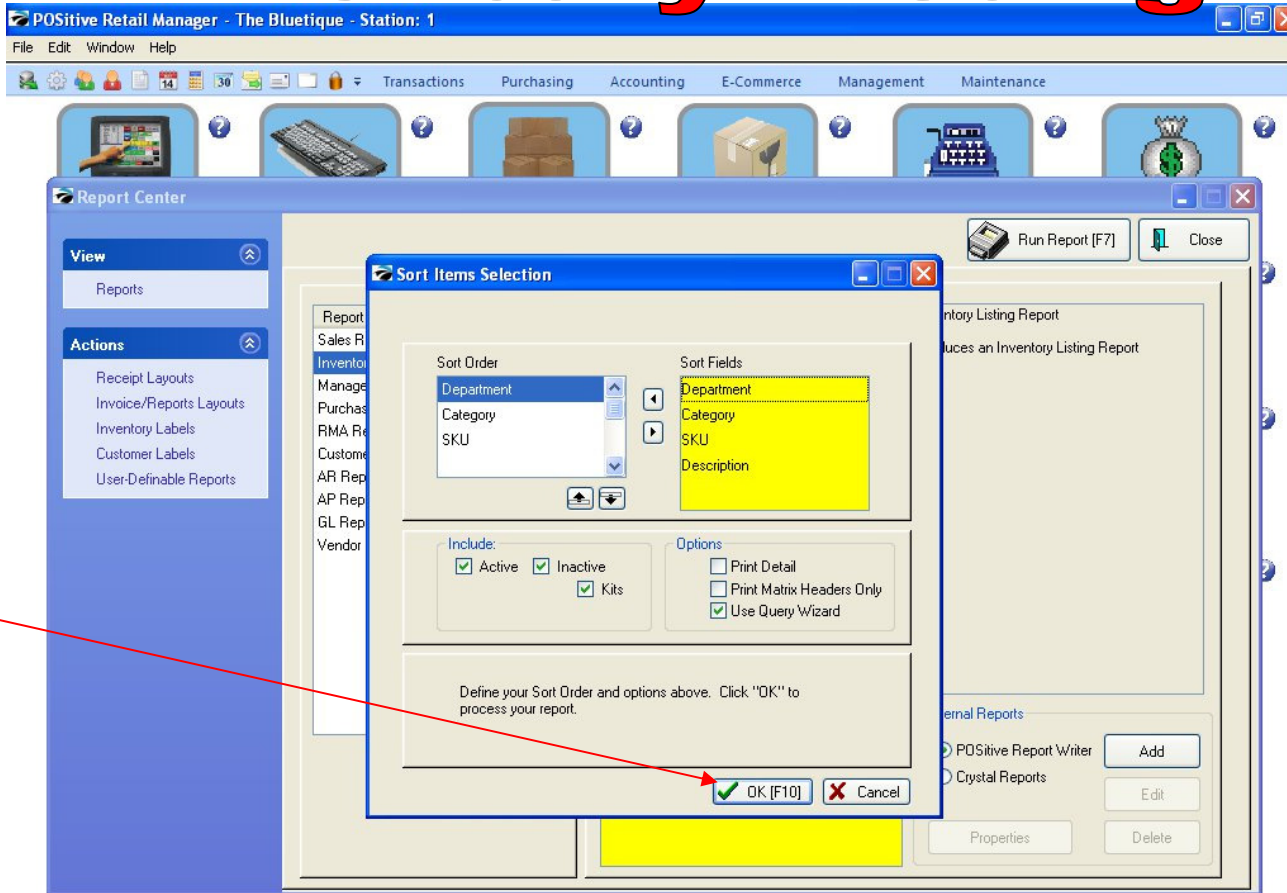 POSitive Retail Manager - The Bluetique - Station: 1
File Edit Window Help
14 30 Transactions Purchasing Accounting E-Commerce Management Maintenance
Report Center
Run Report [F7] Close
View
Reports
Actions
Receipt Layouts
Invoice/Reports Layouts
Inventory Labels
Customer Labels
User-Definable Reports
Report
Sales R
Invento
Manage
Purchas
RMA Re
Custome
AR Rep
AP Rep
GL Rep
Vendor
Sort Items Selection
Sort Order
Department
Category
SKU
Sort Fields
Department
Category
SKU
Description
Include:
Active Inactive
Kits
Options
Print Detail
Print Matrix Headers Only
Use Query Wizard
Define your Sort Order and options above. Click "OK" to
process your report.
OK [F10] Cancel
ntory Listing Report
uces an Inventory Listing Report
ernal Reports
POSitive Report Writer Add
Crystal Reports
Edit
Properties Delete